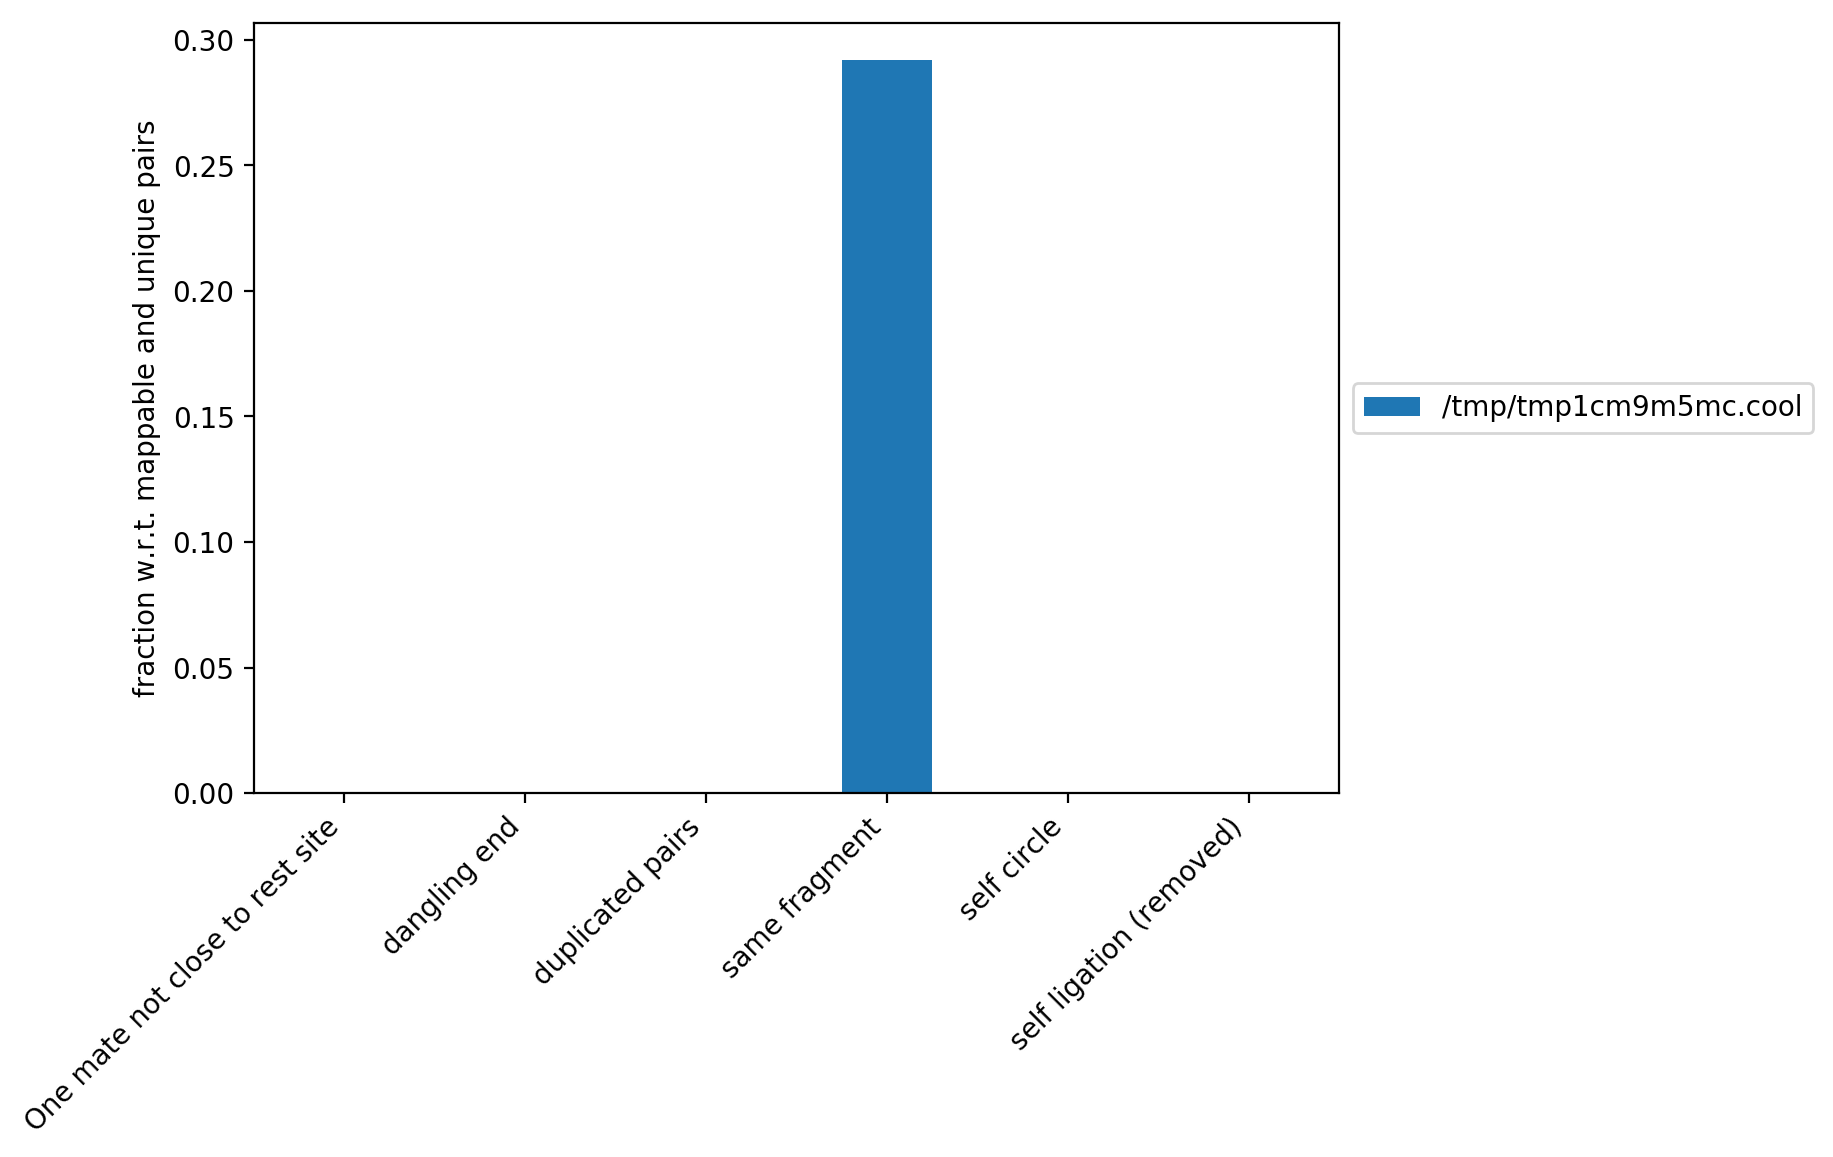 fraction w.r.t. mappable and unique pairs
0.30
0.25
0.20
0.15
0.10
0.05
0.00
One mate not close to rest site
dangling end
duplicated pairs
same fragment
self circle
self ligation (removed)
/tmp/tmp1cm9m5mc.cool